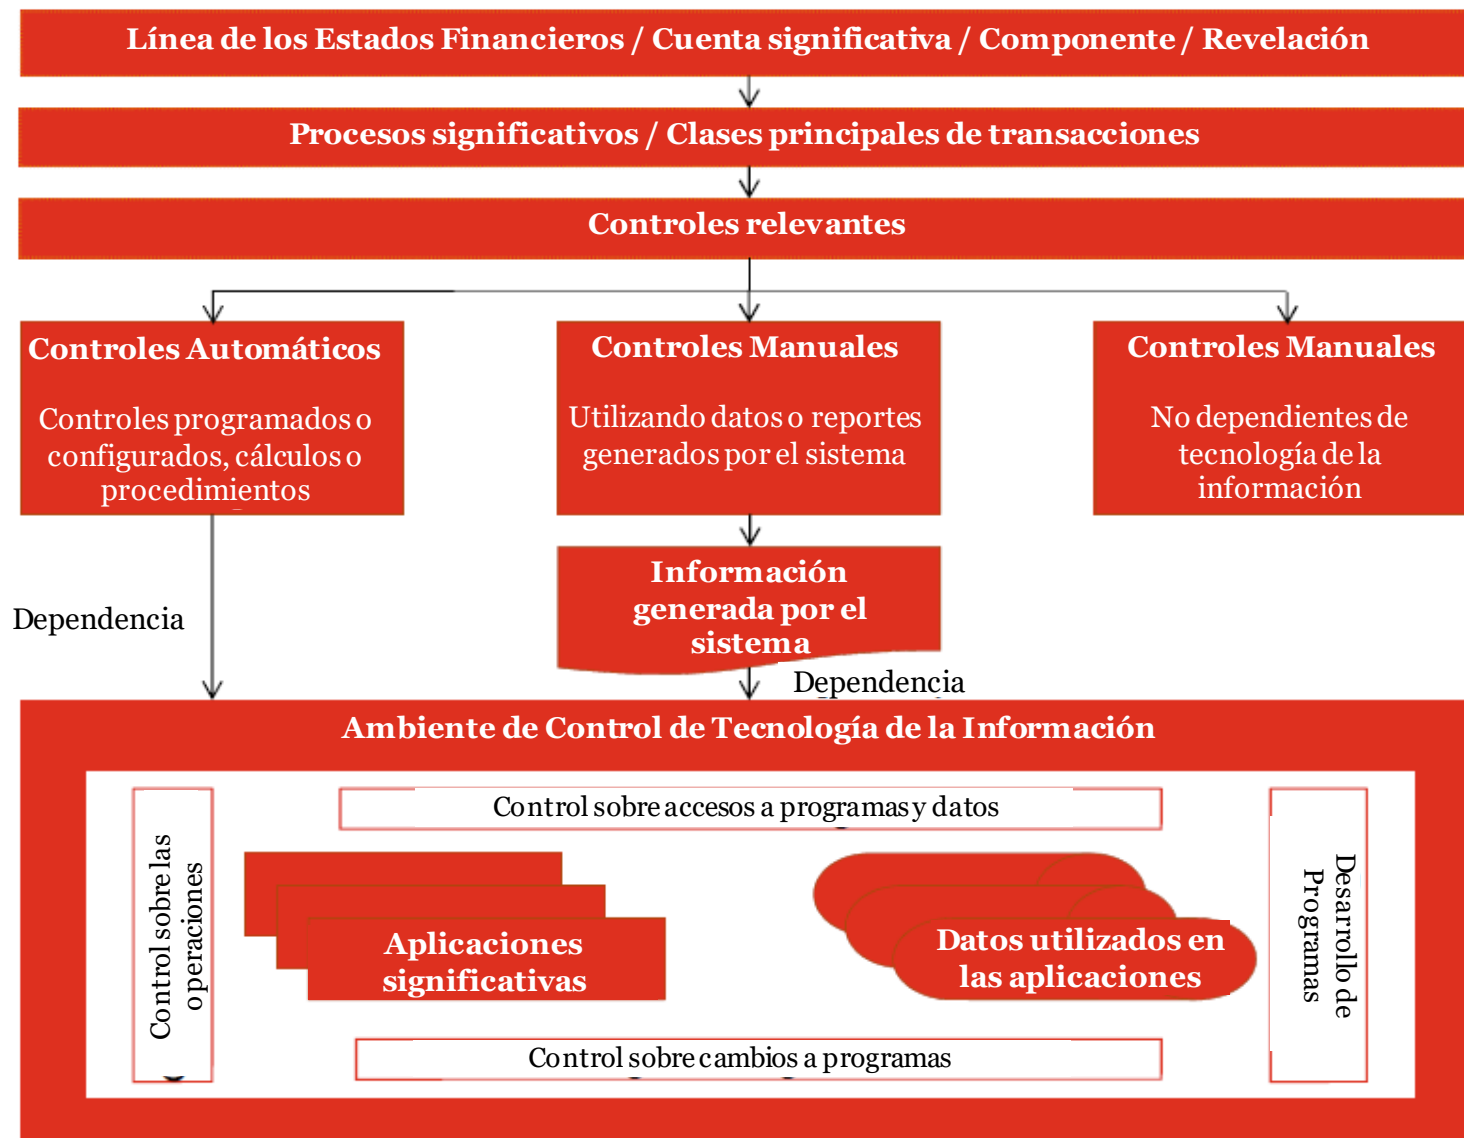 Línea de los Estados Financieros / Cuenta significativa / Componente / Revelación
Procesos significativos / Clases principales de transacciones
Controles relevantes
Controles Automáticos
Controles programados o
configurados, cálculos o
procedimientos
Controles Manuales
Utilizando datos o reportes
generados por el sistema
Controles Manuales
No dependientes de
tecnología de la
información
Información
generada por el
sistema
Dependencia
Dependencia
Ambiente de Control de Tecnología de la Información
Control sobre accesos a programas y datos
Control sobre las
operaciones
Aplicaciones
significativas
Datos utilizados en
las aplicaciones
Desarrollo de
Programas
Control sobre cambios a programas